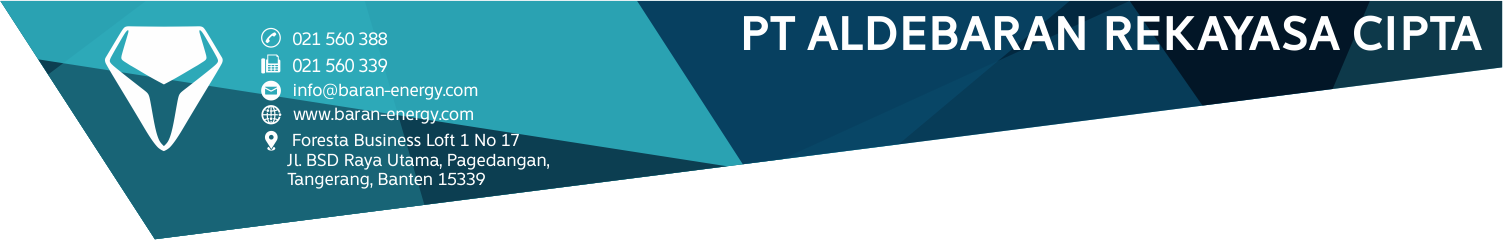 PT ALDEBARAN REKAYASA CIPTA
021 560 388
021 560 339
info@baran-energy.com
www.baran-energy.com
Foresta Business Loft 1 No 17
Jl. BSD Raya Utama, Pagedangan,
Tangerang, Banten 15339